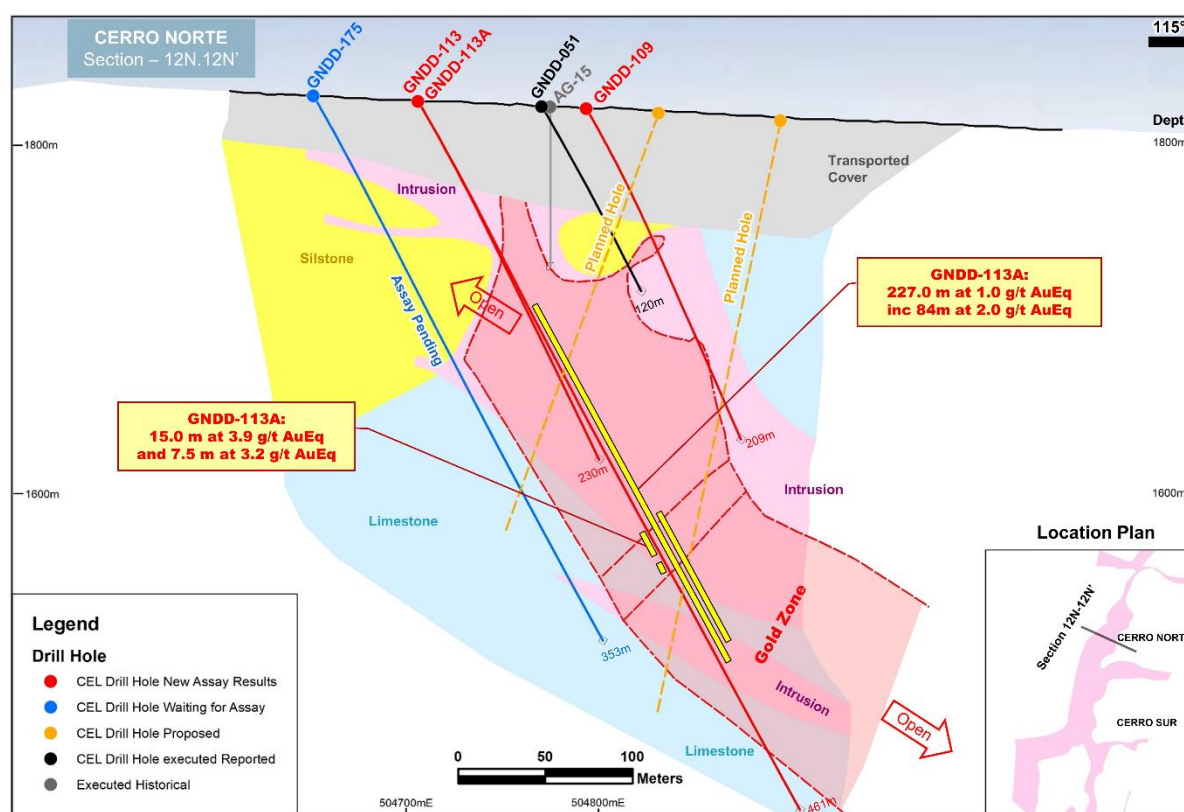 CERRO NORTE
Section – 12N.12N’
GNDD-175
GNDD-113
GNDD-113A
GNDD-051
AG-15
GNDD-109
115°
Dept
1800m
1800m
Transported
Cover
Intrusion
Silstone
Planned Hole
Planned Hole
Open
Assay Pending
120m
GNDD-113A:
227.0 m at 1.0 g/t AuEq
inc 84m at 2.0 g/t AuEq
GNDD-113A:
15.0 m at 3.9 g/t AuEq
and 7.5 m at 3.2 g/t AuEq
209m
230m
1600m
1600m
Intrusion
Limestone
Gold Zone
353m
Intrusion
Open
Limestone
461m
0 50 100
Meters
504700mE
504800mE
Legend
Drill Hole
CEL Drill Hole New Assay Results
CEL Drill Hole Waiting for Assay
CEL Drill Hole Proposed
CEL Drill Hole executed Reported
Executed Historical
Location Plan
Section 12N-12N'
CERRO NORT
CERRO SUR